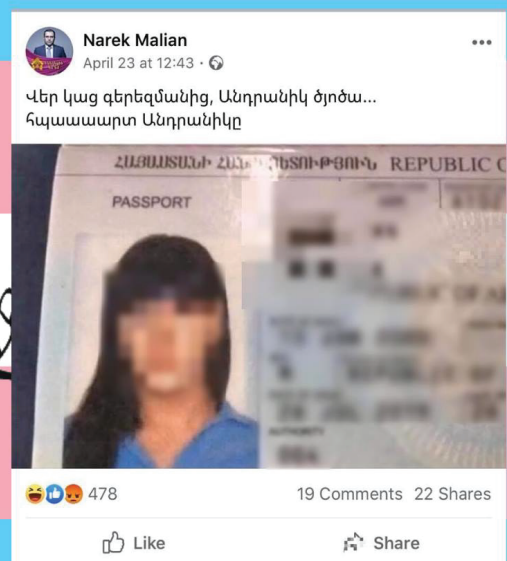 Narek Malian
April 23 at 12:43 ·
Վեր կաց գերեզմանից, Անդրանիկ ծյոծա...
հպաաաարտ Անդրանիկը
ՀԱՅԱՍՏԱՆԻ REPUBLIC
PASSPORT
478
19 Comments 22 Shares
Like
Share